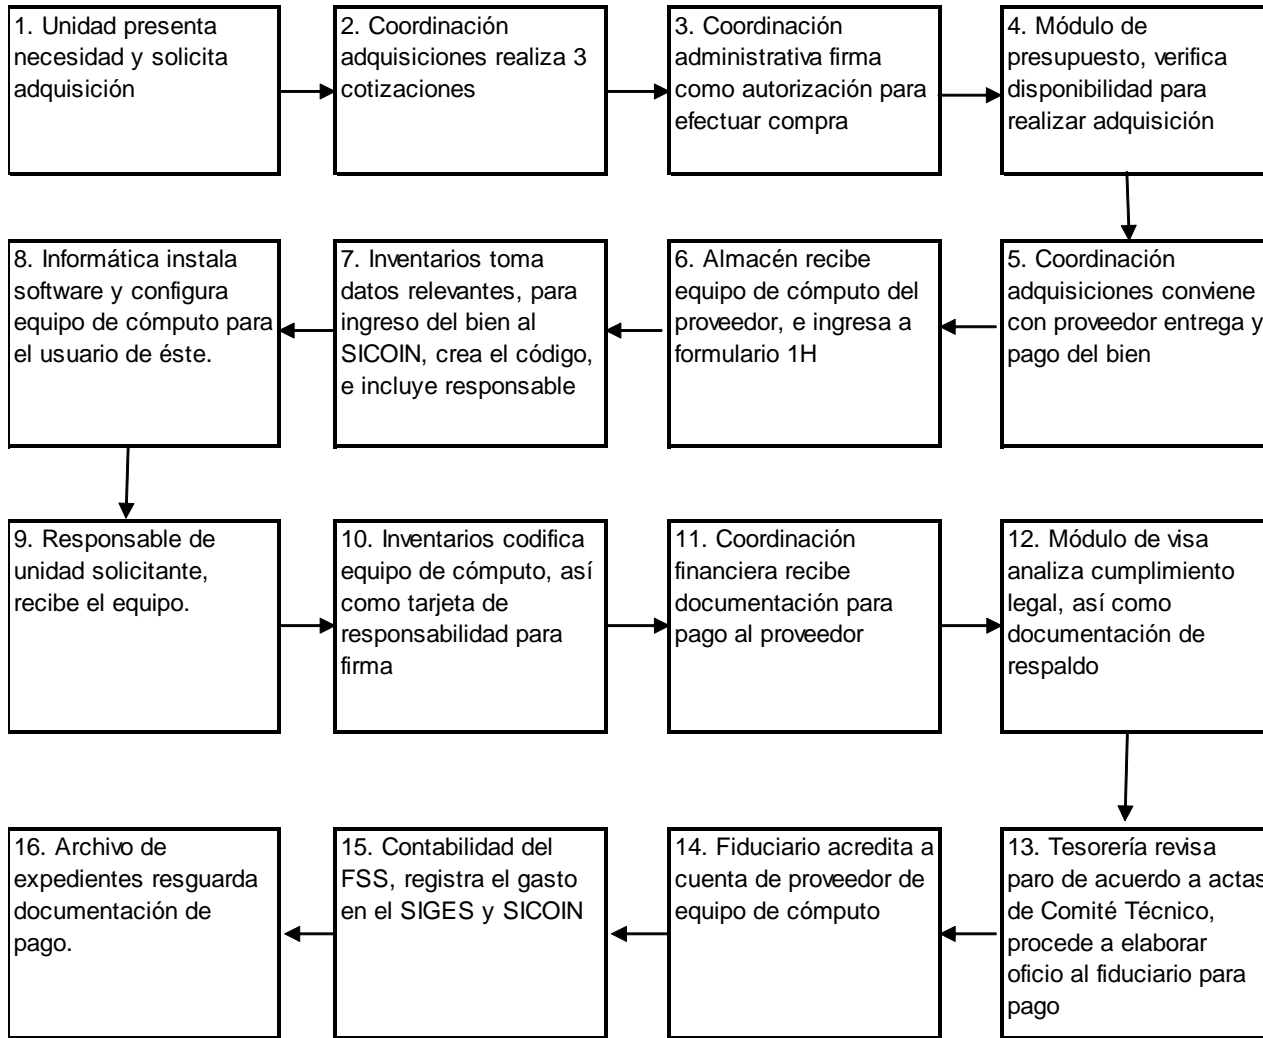 1. Unidad presenta
necesidad y solicita
adquisición
2. Coordinación
adquisiciones realiza 3
cotizaciones
3. Coordinación
administrativa firma
como autorización para
efectuar compra
4. Módulo de
presupuesto, verifica
disponibilidad para
realizar adquisición
5. Coordinación
adquisiciones conviene
con proveedor entrega y
pago del bien
6. Almacén recibe
equipo de cómputo del
proveedor, e ingresa a
formulario 1H
7. Inventarios toma
datos relevantes, para
ingreso del bien al
SICOIN, crea el código,
e incluye responsable
8. Informática instala
software y configura
equipo de cómputo para
el usuario de éste.
9. Responsable de
unidad solicitante,
recibe el equipo.
10. Inventarios codifica
equipo de cómputo, así
como tarjeta de
responsabilidad para
firma
11. Coordinación
financiera recibe
documentación para
pago al proveedor
12. Módulo de visa
analiza cumplimiento
legal, así como
documentación de
respaldo
13. Tesorería revisa
paro de acuerdo a actas
de Comité Técnico,
procede a elaborar
oficio al fiduciario para
pago
14. Fiduciario acredita a
cuenta de proveedor de
equipo de cómputo
15. Contabilidad del
FSS, registra el gasto
en el SIGES y SICOIN
16. Archivo de
expedientes resguarda
documentación de
pago.